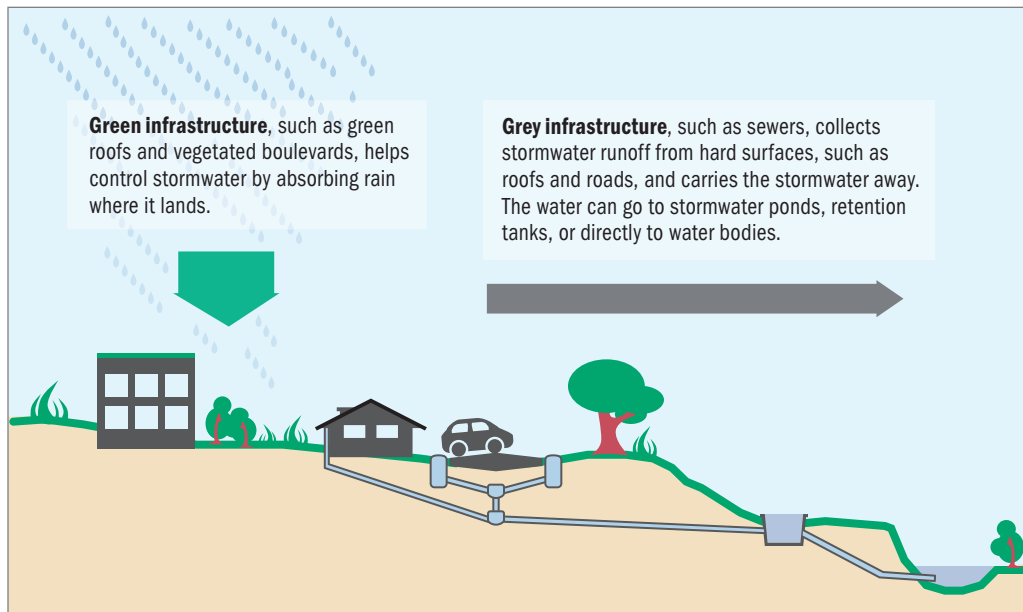 Green infrastructure, such as green
roofs and vegetated boulevards, helps
control stormwater by absorbing rain
where it lands.
Grey infrastructure, such as sewers, collects
stormwater runoff from hard surfaces, such as
roofs and roads, and carries the stormwater away.
The water can go to stormwater ponds, retention
tanks, or directly to water bodies.